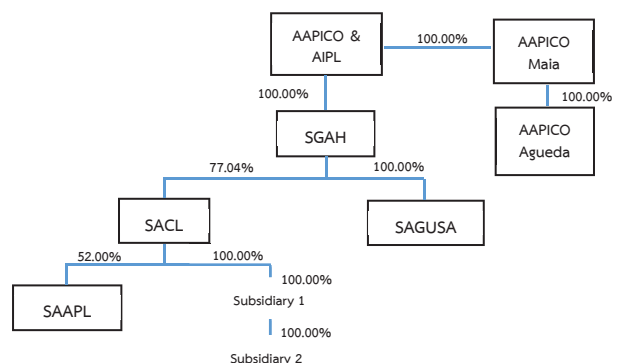 AAPICO &
AIPL
100.00%
AAPICO
Maia
100.00%
100.00%
AAPICO
Agueda
SGAH
77.04%
100.00%
SACL
SAGUSA
52.00%
100.00%
SAAPL
100.00%
Subsidiary 1
100.00%
Subsidiary 2